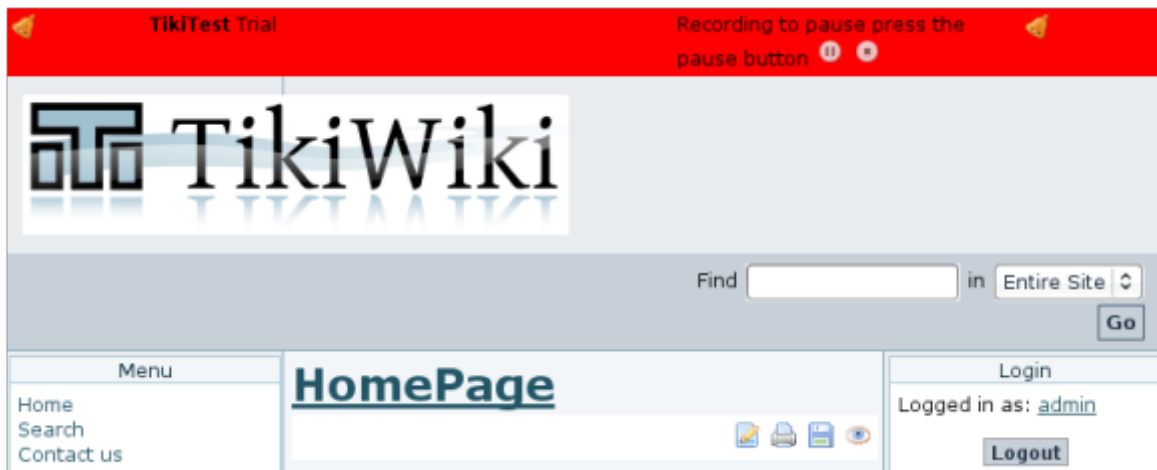 TikiTest Trial
Recording to pause press the
pause button
TikiWiki
Find in Entire Site
Go
Menu
Home
Search
Contact us
HomePage
Login
Logged in as: admin
Logout